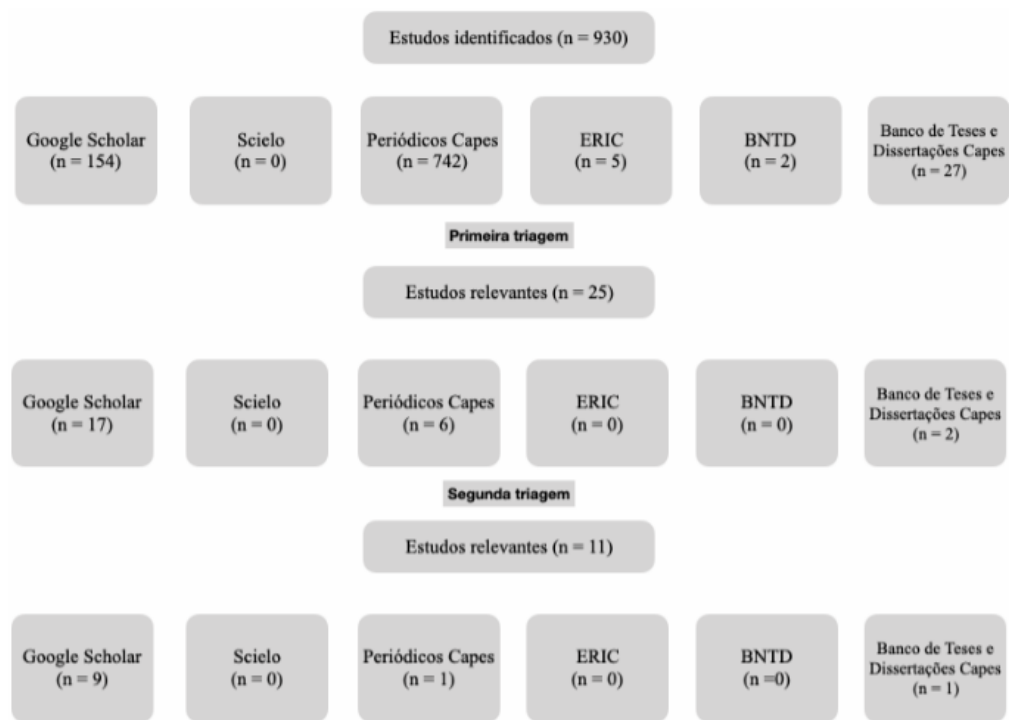 Estudos identificados (n = 930)
Google Scholar
(n = 154)
Scielo
(n = 0)
Periódicos Capes
(n = 742)
ERIC
(n = 5)
BNTD
(n = 2)
Banco de Teses e
Dissertações Capes
(n = 27)
Primeira triagem
Estudos relevantes (n = 25)
Google Scholar
(n = 17)
Scielo
(n = 0)
Periódicos Capes
(n = 6)
ERIC
(n = 0)
BNTD
(n = 0)
Banco de Teses e
Dissertações Capes
(n = 2)
Segunda triagem
Estudos relevantes (n = 11)
Google Scholar
(n = 9)
Scielo
(n = 0)
Periódicos Capes
(n = 1)
ERIC
(n = 0)
BNTD
(n =0)
Banco de Teses e
Dissertações Capes
(n = 1)